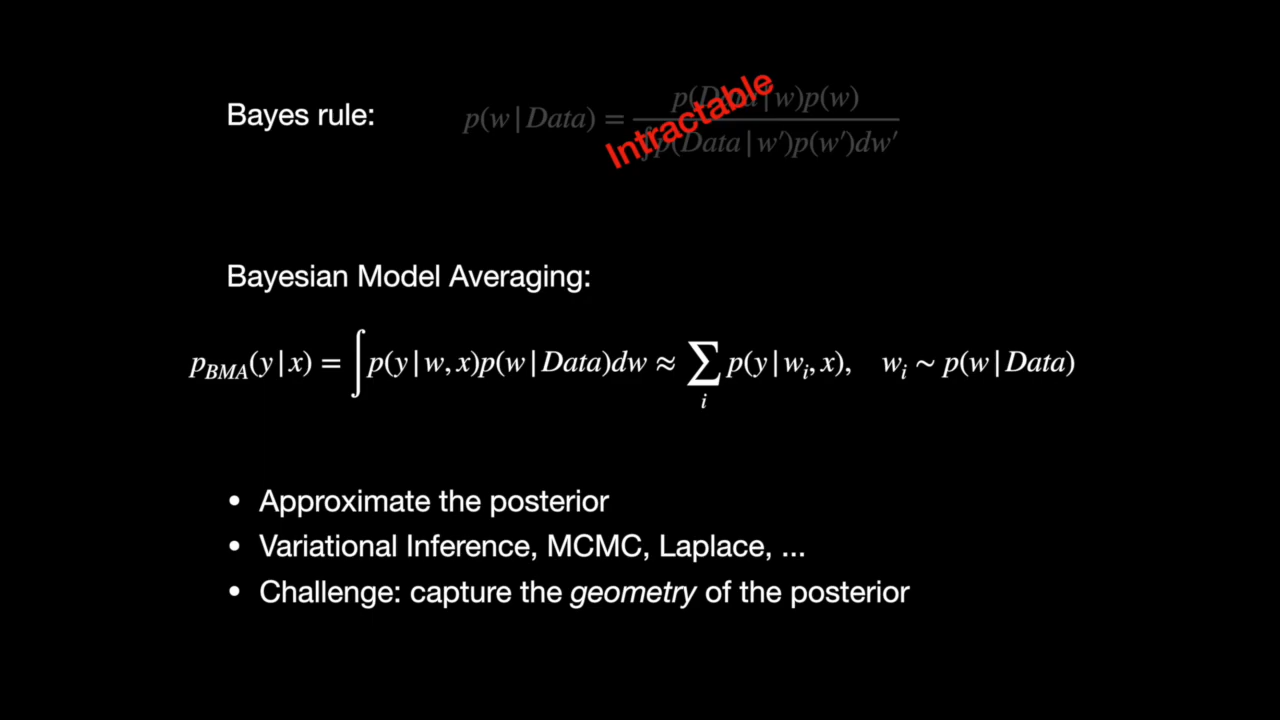 Bayes rule:
p(w|Data) = p(Data|w)p(w) / ∫p(Data|w′)p(w′)dw′
Intractable
Bayesian Model Averaging:
p_BMA(y|x) = ∫p(y|w, x)p(w|Data)dw ≈ ∑_i p(y|w_i, x), w_i ∼ p(w|Data)
• Approximate the posterior
• Variational Inference, MCMC, Laplace, ...
• Challenge: capture the geometry of the posterior